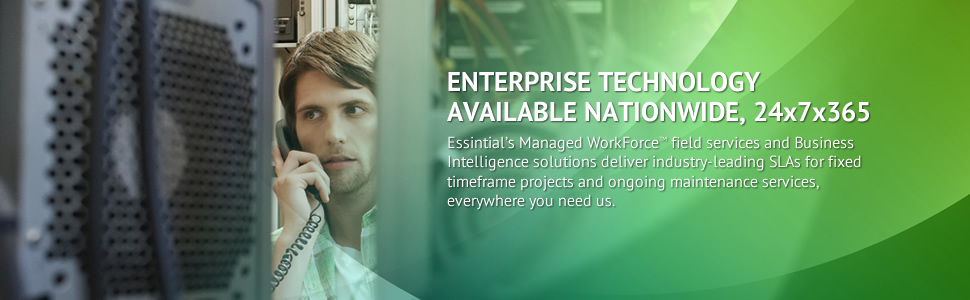 ENTERPRISE TECHNOLOGY
AVAILABLE NATIONWIDE, 24x7x365
Essintial's Managed WorkForce™ field services and Business
Intelligence solutions deliver industry-leading SLAs for fixed
timeframe projects and ongoing maintenance services,
everywhere you need us.